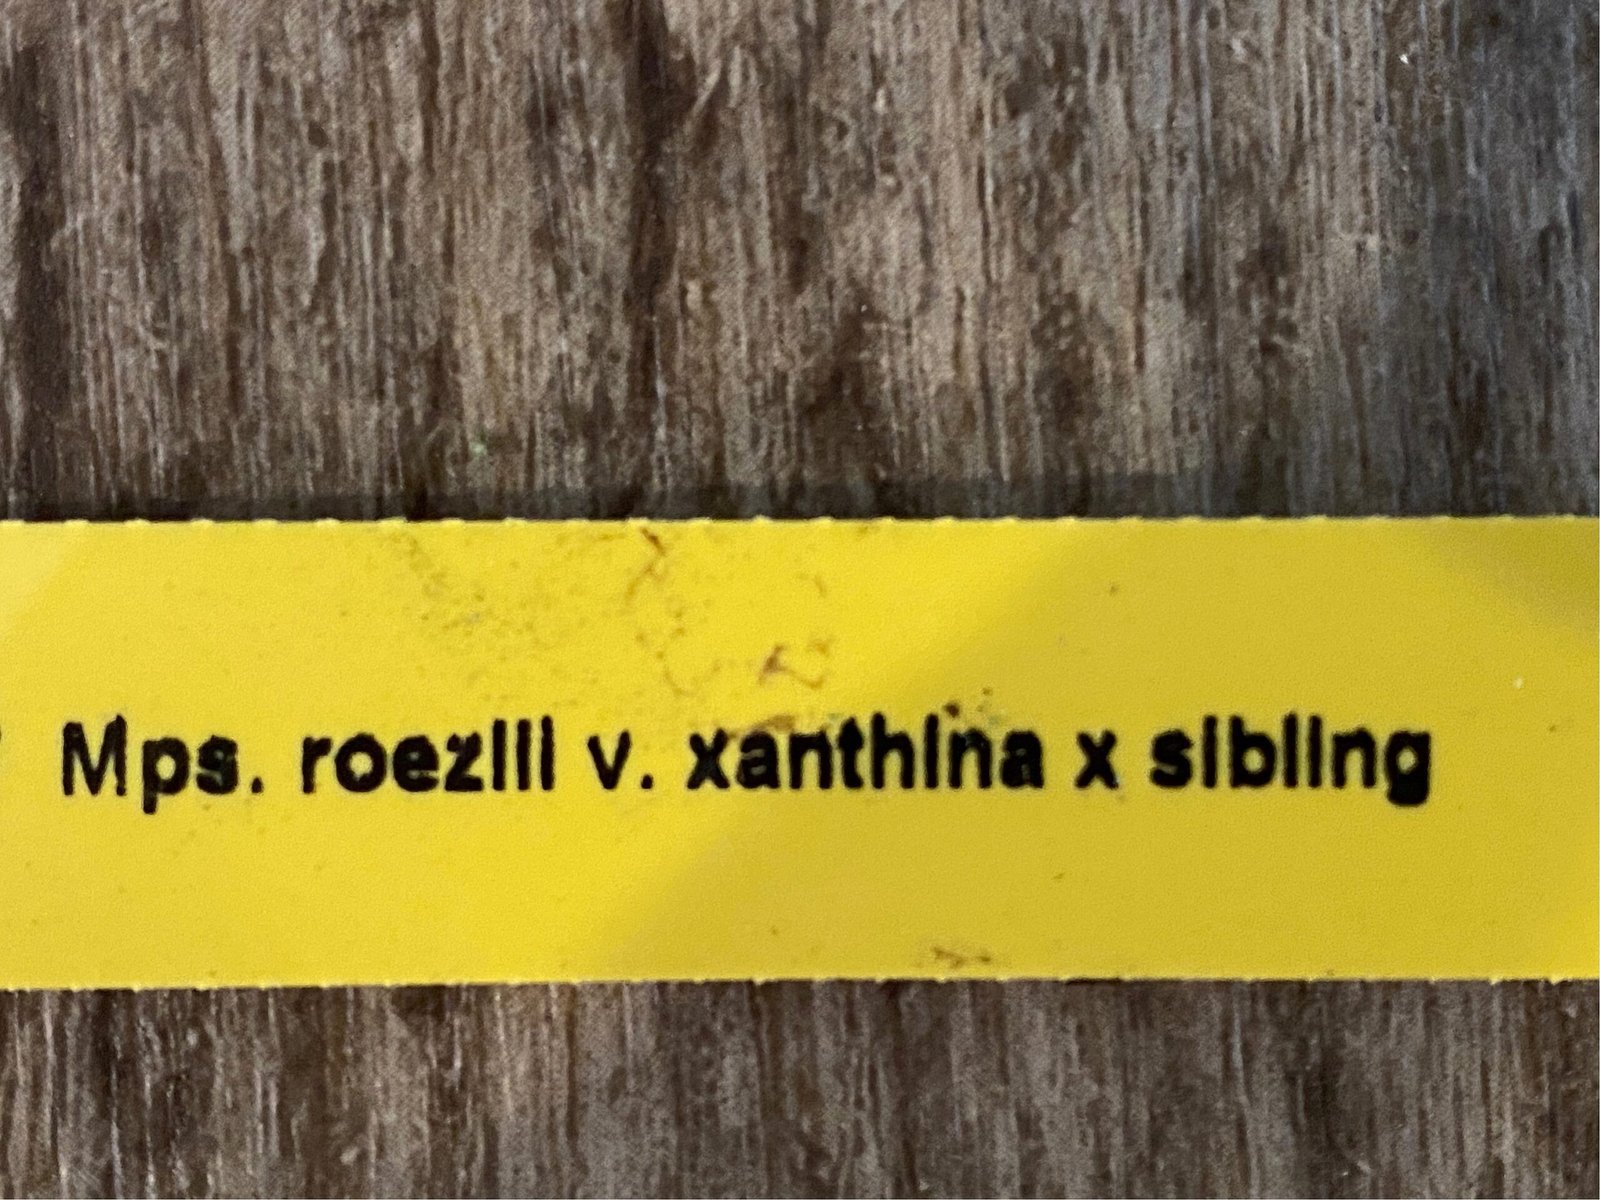 Mps. roezlii v. xanthina x sibling